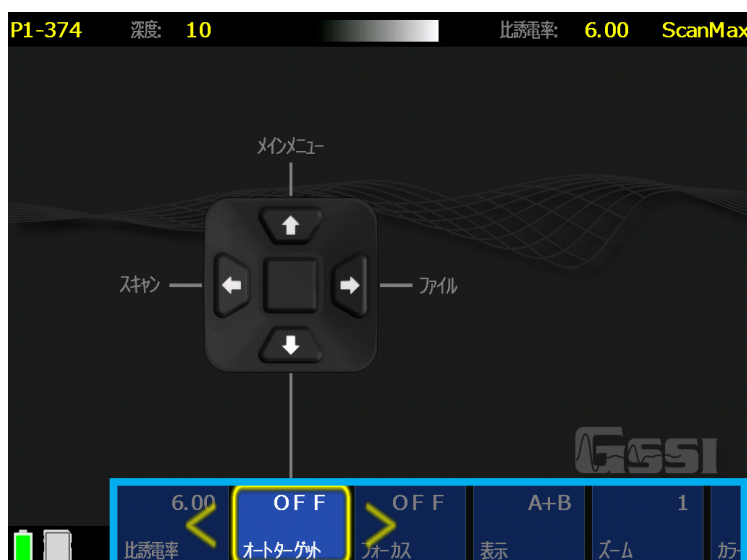 P1-374 深度: 10 比誘電率: 6.00 ScanMax
メインメニュー
スキャン ファイル
GSSI
6.00 OFF OFF A+B 1
比誘電率 オートターゲット フォーカス 表示 ズーム カラ